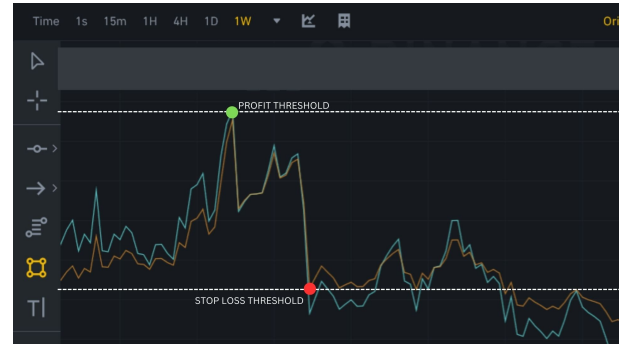 Time 1s 15m 1H 4H 1D 1W
Ori
PROFIT THRESHOLD
STOP LOSS THRESHOLD
T|